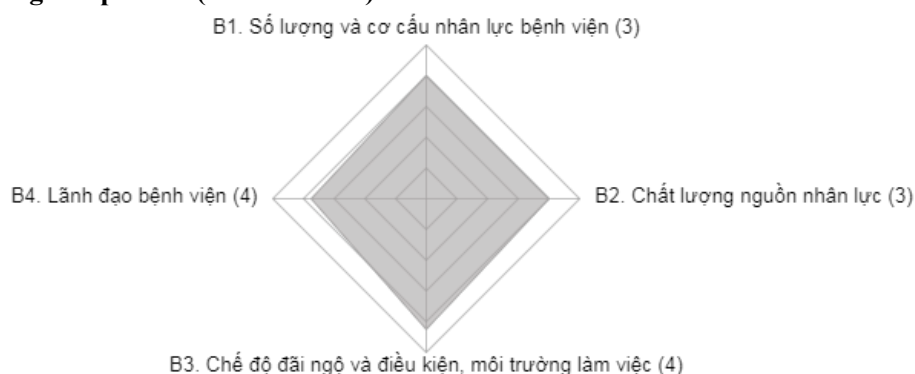 B1. Số lượng và cơ cấu nhân lực bệnh viện (3)
B4. Lãnh đạo bệnh viện (4)
B2. Chất lượng nguồn nhân lực (3)
B3. Chế độ đãi ngộ và điều kiện, môi trường làm việc (4)